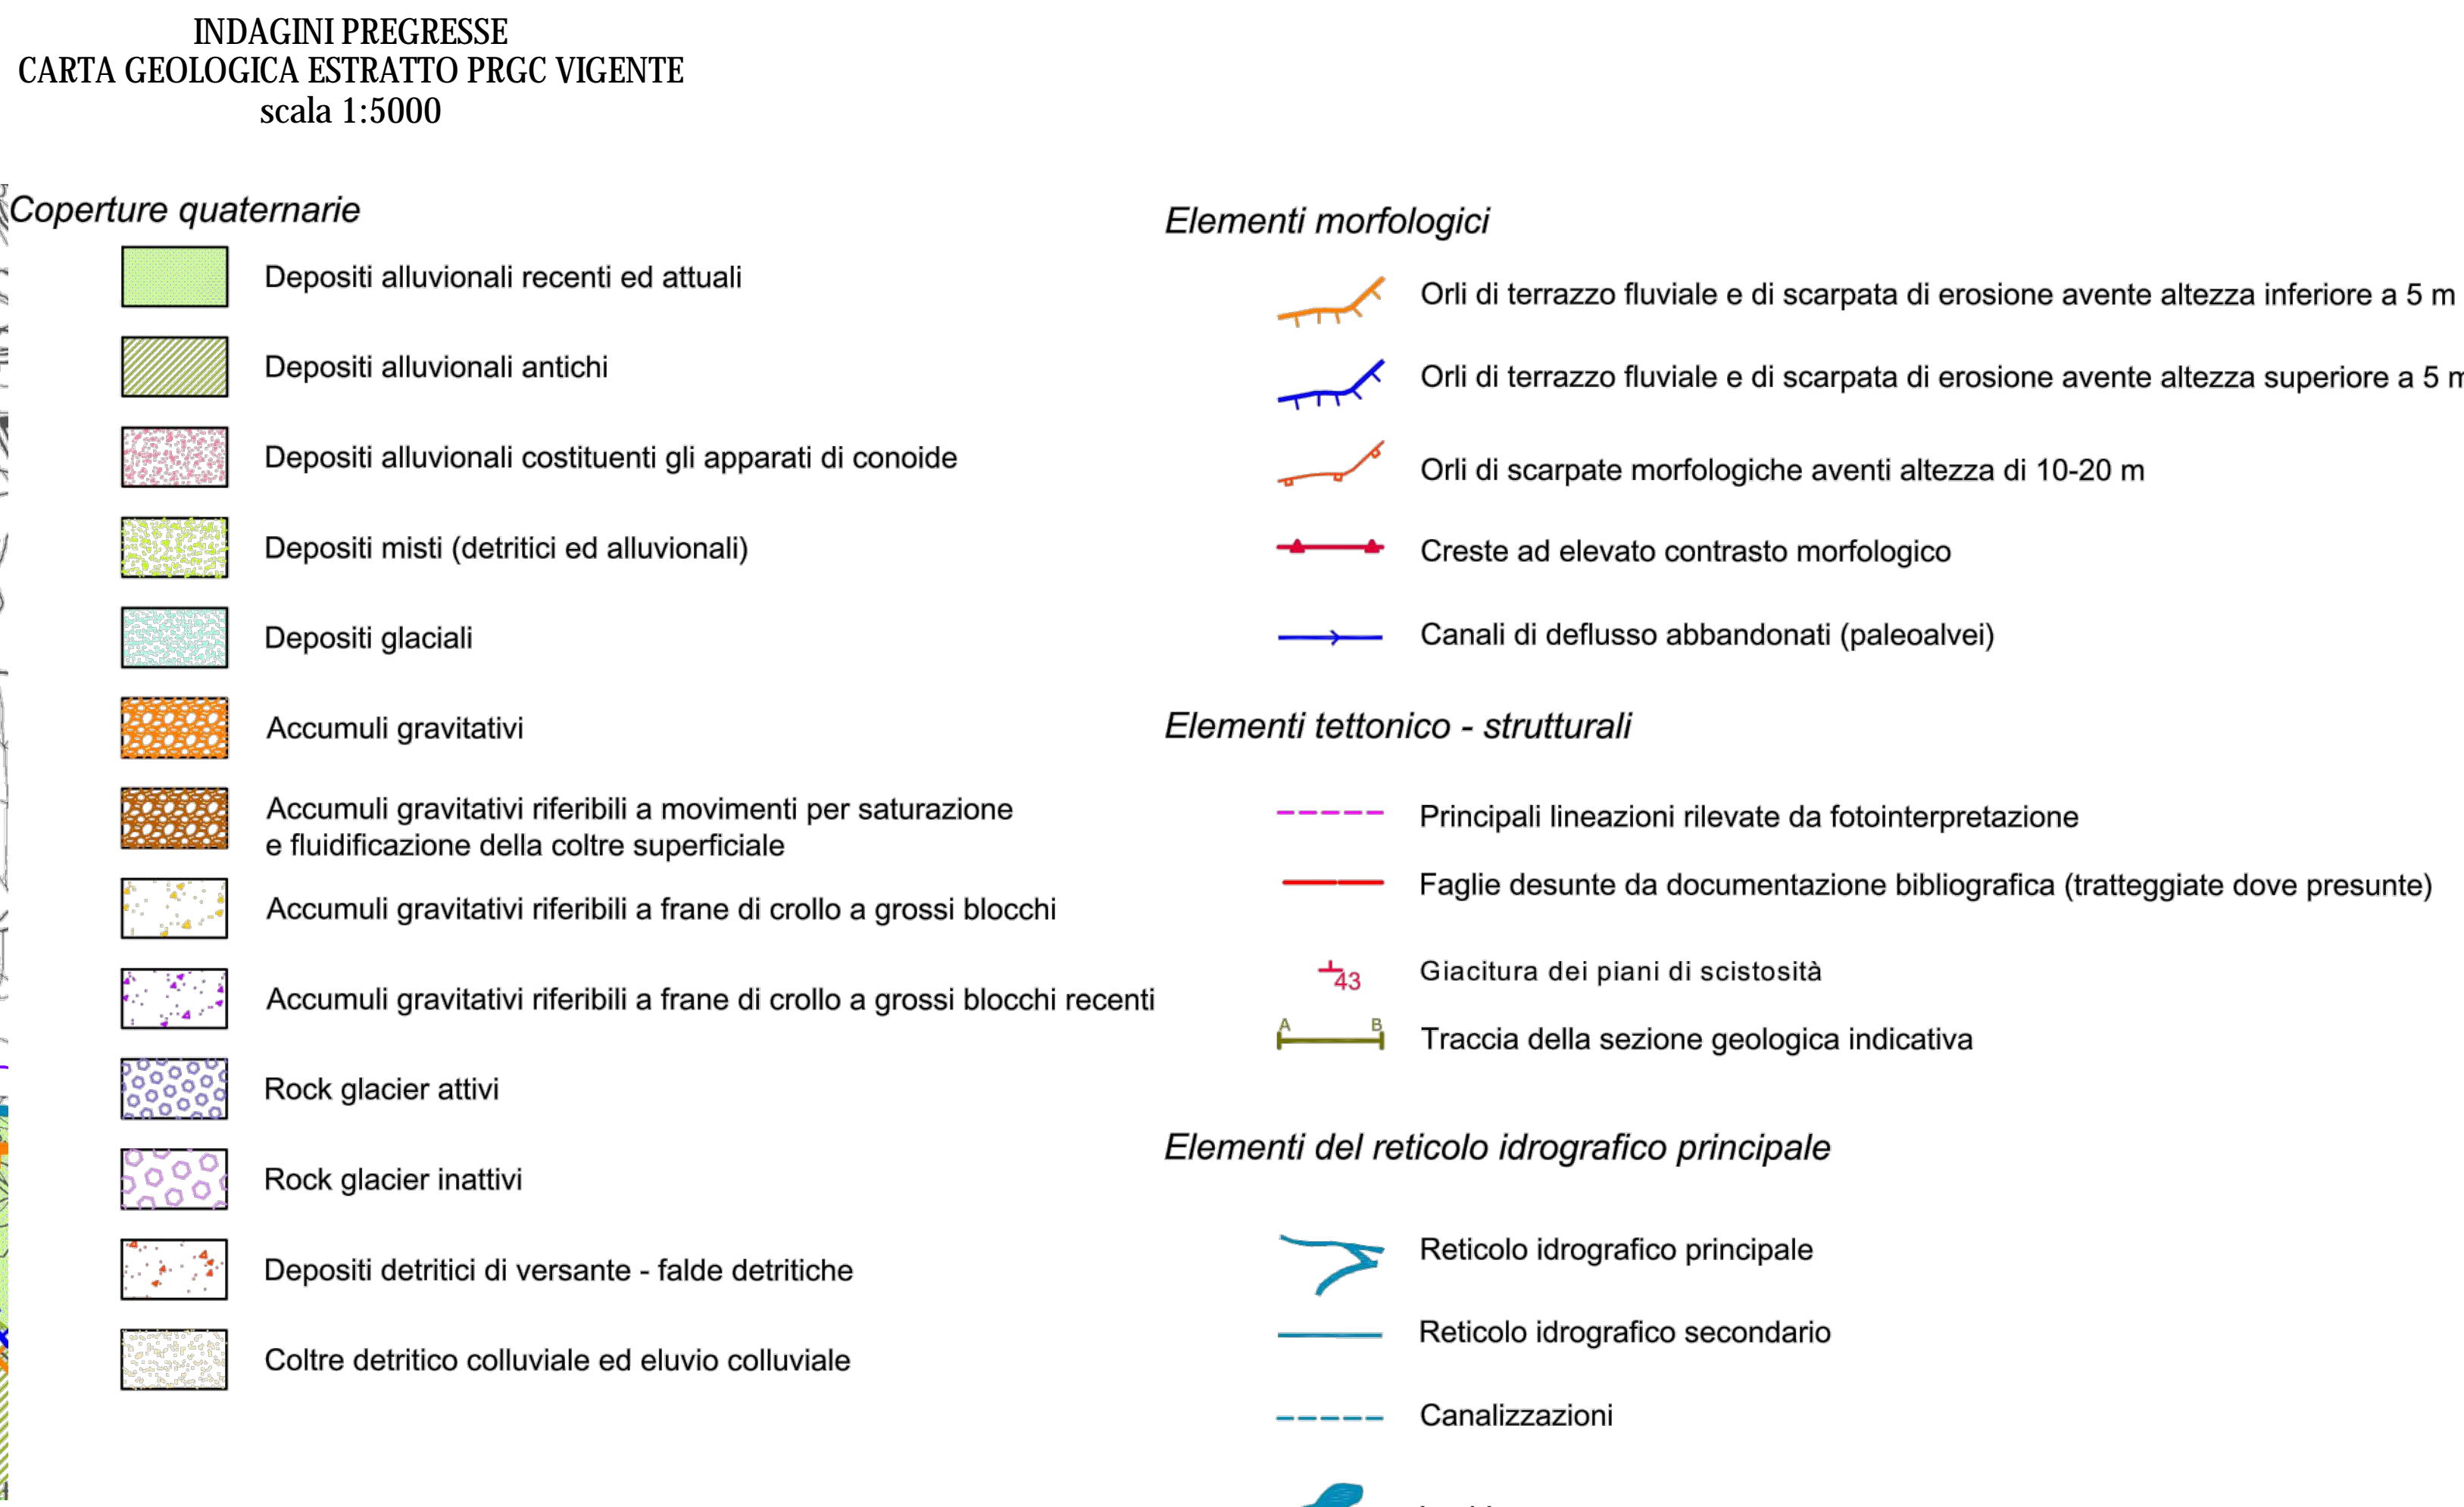 INDAGINI PREGRESSE
CARTA GEOLOGICA ESTRATTO PRGC VIGENTE
scala 1:5000
Coperture quaternarie
Depositi alluvionali recenti ed attuali
Depositi alluvionali antichi
Depositi alluvionali costituenti gli apparati di conoide
Depositi misti (detritici ed alluvionali)
Depositi glaciali
Accumuli gravitativi
Accumuli gravitativi riferibili a movimenti per saturazione
e fluidificazione della coltre superficiale
Accumuli gravitativi riferibili a frane di crollo a grossi blocchi
Accumuli gravitativi riferibili a frane di crollo a grossi blocchi recenti
Rock glacier attivi
Rock glacier inattivi
Depositi detritici di versante - falde detritiche
Coltre detritico colluviale ed eluvio colluviale
Elementi morfologici
Orli di terrazzo fluviale e di scarpata di erosione avente altezza inferiore a 5 m
Orli di terrazzo fluviale e di scarpata di erosione avente altezza superiore a 5 m
Orli di scarpate morfologiche aventi altezza di 10-20 m
Creste ad elevato contrasto morfologico
Canali di deflusso abbandonati (paleoalvei)
Elementi tettonico - strutturali
Principali lineazioni rilevate da fotointerpretazione
Faglie desunte da documentazione bibliografica (tratteggiate dove presunte)
43 Giacitura dei piani di scistosità
A B Traccia della sezione geologica indicativa
Elementi del reticolo idrografico principale
Reticolo idrografico principale
Reticolo idrografico secondario
Canalizzazioni